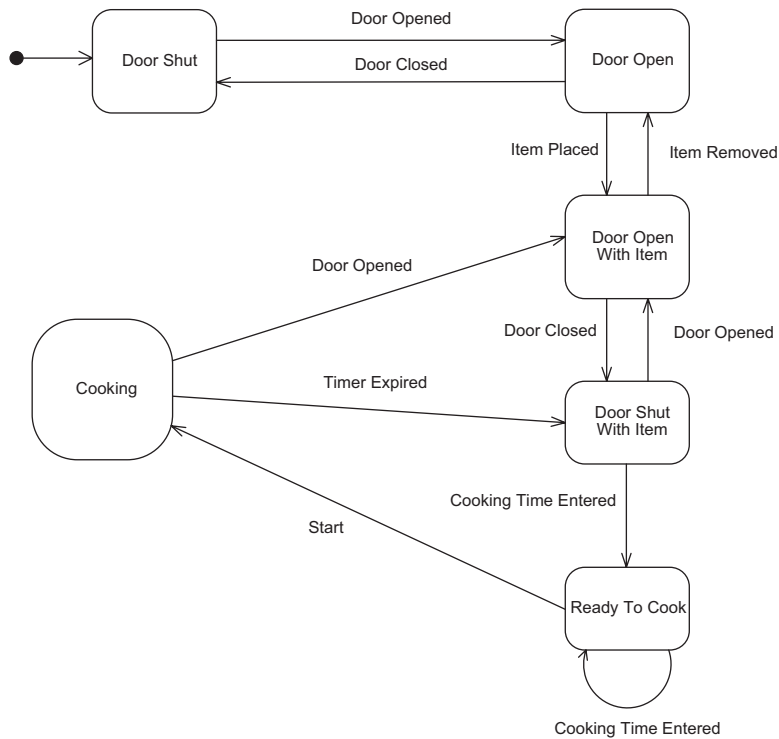 Door Opened
Door Shut
Door Closed
Door Open
Item Placed
Item Removed
Door Open
With Item
Door Opened
Door Closed
Door Opened
Cooking
Timer Expired
Door Shut
With Item
Cooking Time Entered
Start
Ready To Cook
Cooking Time Entered